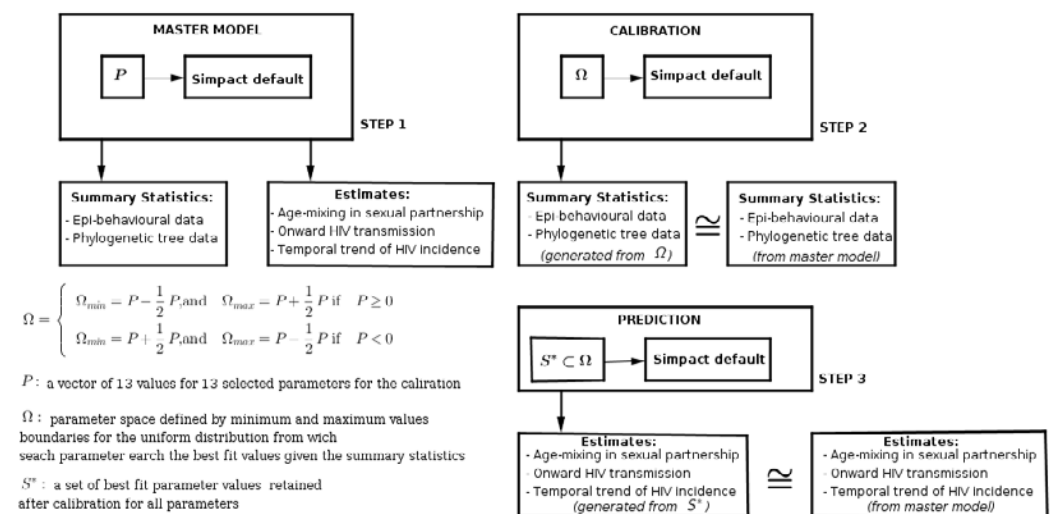 MASTER MODEL
P
Simpact default
STEP 1
Summary Statistics:
- Epi-behavioural data
- Phylogenetic tree data
Estimates:
- Age-mixing in sexual partnership
- Onward HIV transmission
- Temporal trend of HIV incidence
Ω = { Ω_min = P − 1/2 P,and Ω_max = P + 1/2 P if P ≥ 0
Ω_min = P + 1/2 P,and Ω_max = P − 1/2 P if P < 0
P : a vector of 13 values for 13 selected parameters for the caliration
Ω : parameter space defined by minimum and maximum values
boundaries for the uniform distribution from wich
seach parameter earch the best fit values given the summary statistics
S* : a set of best fit parameter values retained
after calibration for all parameters
CALIBRATION
Ω
Simpact default
STEP 2
Summary Statistics:
- Epi-behavioural data
- Phylogenetic tree data
(generated from Ω)
≅
Summary Statistics:
- Epi-behavioural data
- Phylogenetic tree data
(from master model)
PREDICTION
S* ⊂ Ω
Simpact default
STEP 3
Estimates:
- Age-mixing in sexual partnership
- Onward HIV transmission
- Temporal trend of HIV incidence
(generated from S*)
≅
Estimates:
- Age-mixing in sexual partnership
- Onward HIV transmission
- Temporal trend of HIV incidence
(from master model)